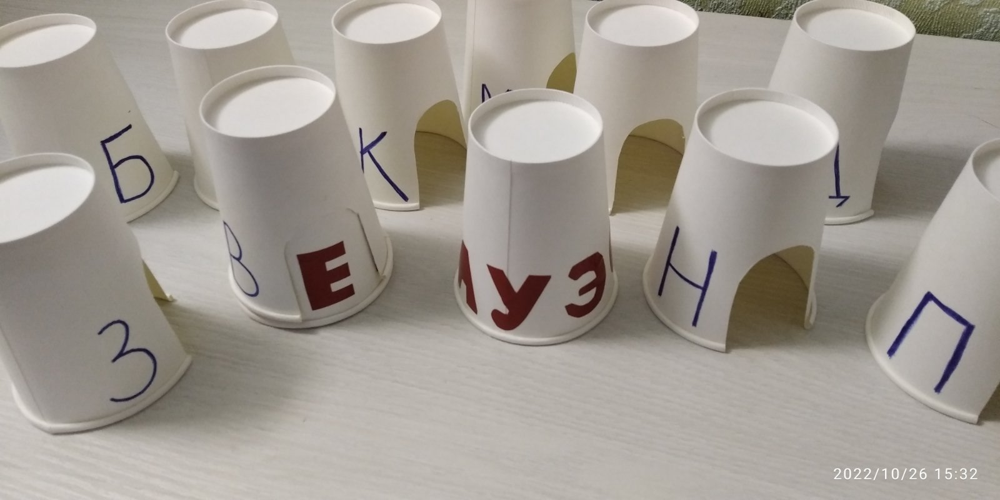 Б
К
В Е
У Э
Н
З
П
2022/10/26 15:32